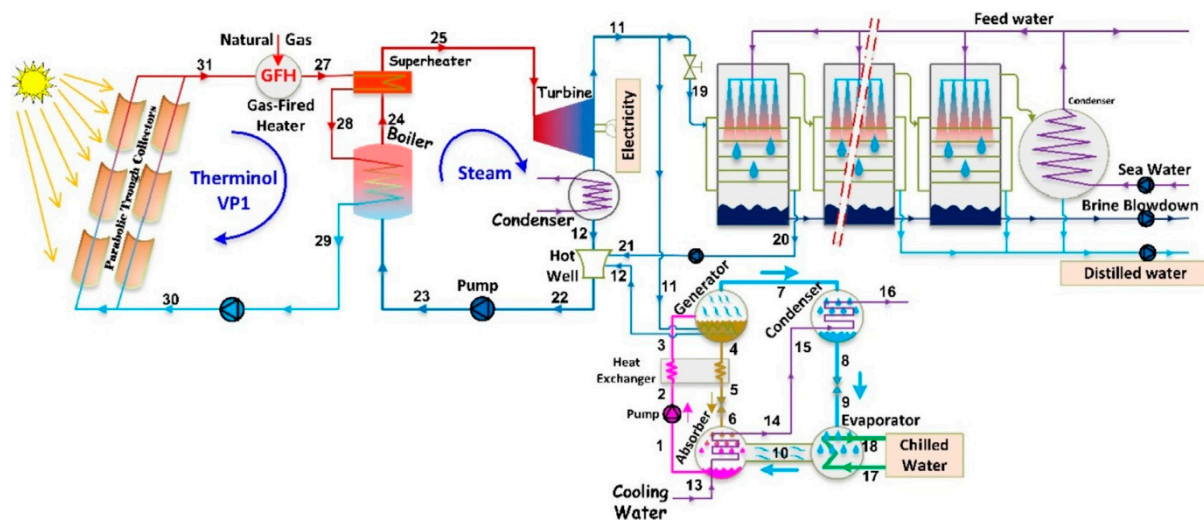 Feed water
11
25
Natural Gas
31
GFH
27
Superheater
Gas-Fired
Heater
Turbine
19
Condenser
28
24
Boiler
Electricity
Parabolic Trough Collectors
Therminol
VP1
Steam
Sea Water
Condenser
Brine Blowdown
29
12
21
20
Hot
Well
12
Distilled water
Pump
30
23
22
11
Generator
7
Condenser
16
3
4
15
8
Heat
Exchanger
2
5
9
Pump
6
14
Evaporator
Absorber
1
10
18
Chilled
Water
17
13
Cooling
Water